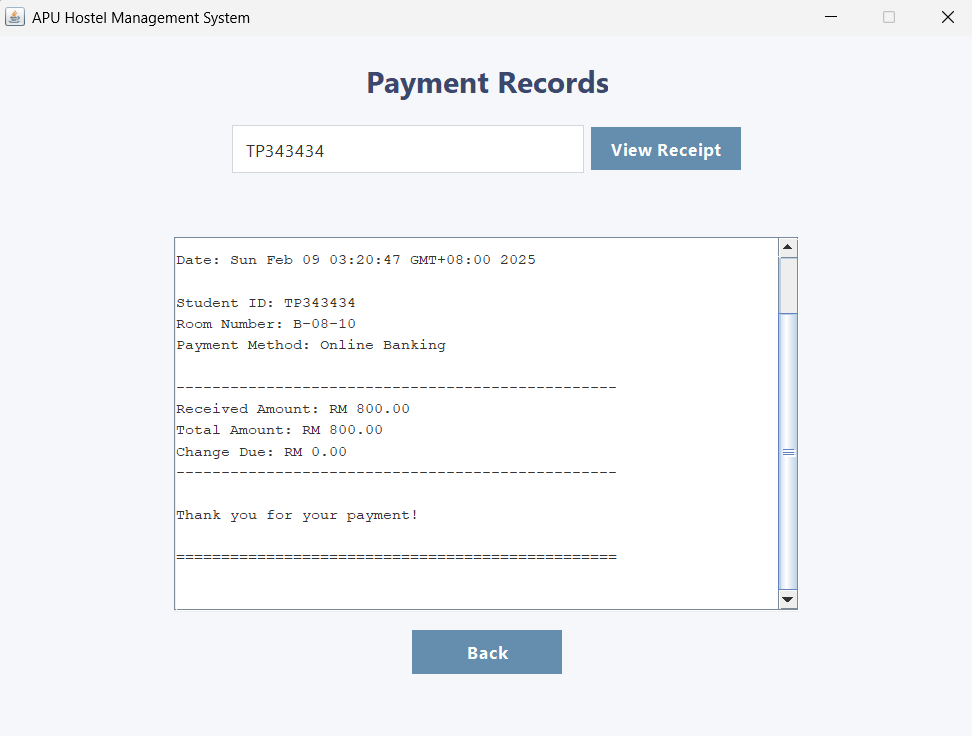 APU Hostel Management System
Payment Records
TP343434
View Receipt
Date: Sun Feb 09 03:20:47 GMT+08:00 2025
Student ID: TP343434
Room Number: B-08-10
Payment Method: Online Banking
-------------------------------------------------
Received Amount: RM 800.00
Total Amount: RM 800.00
Change Due: RM 0.00
-------------------------------------------------
Thank you for your payment!
=================================================
Back